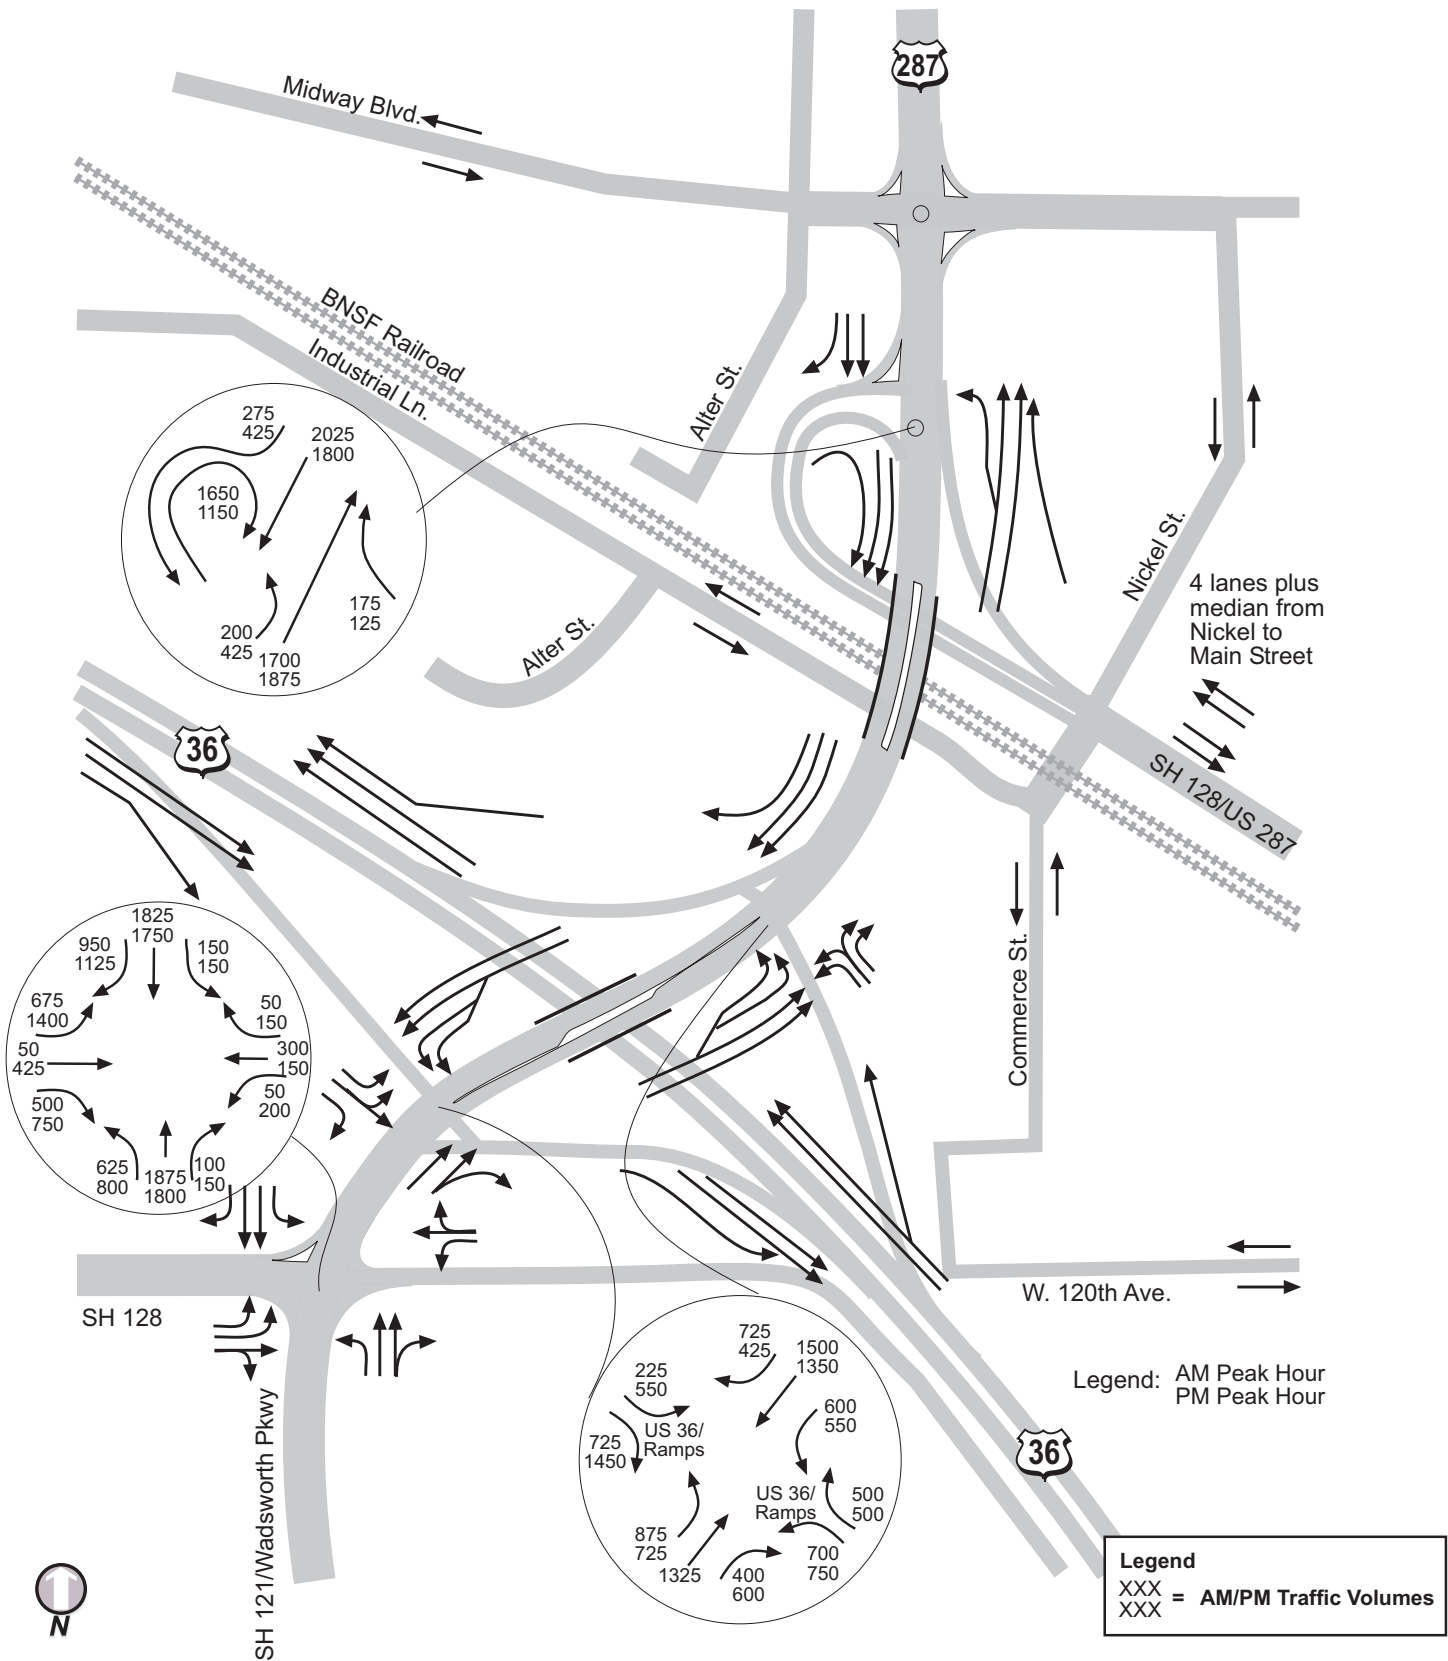 287
Midway Blvd.
BNSF Railroad
Industrial Ln.
Alter St.
275
425
2025
1800
1650
1150
175
125
200
425
1700
1875
Nickel St.
4 lanes plus
median from
Nickel to
Main Street
Alter St.
36
SH 128/US 287
1825
1750
950
1125
150
150
675
1400
50
150
50
425
300
150
500
750
50
200
625
800
1875
1800
100
150
Commerce St.
SH 128
W. 120th Ave.
SH 121/Wadsworth Pkwy
725
425
1500
1350
225
550
600
550
US 36/
Ramps
725
1450
US 36/
Ramps
500
500
875
725
1325
400
600
700
750
Legend: AM Peak Hour
PM Peak Hour
36
N
Legend
XXX
XXX
= AM/PM Traffic Volumes